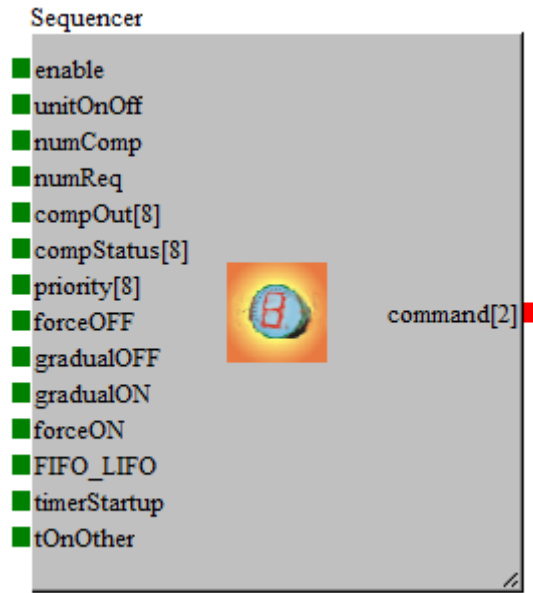 Sequencer
enable
unitOnOff
numComp
numReq
compOut[8]
compStatus[8]
priority[8]
forceOFF
command[2]
gradualOFF
gradualON
forceON
FIFO_LIFO
timerStartup
tOnOther